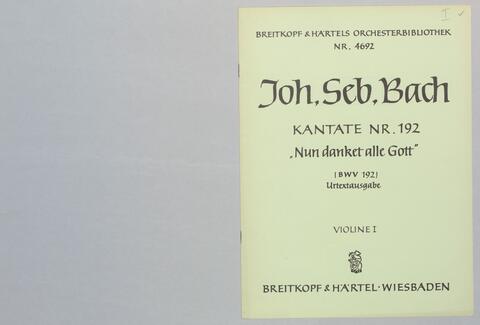 I ✓
BREITKOPF & HÄRTELS ORCHESTERBIBLIOTHEK
NR. 4692
Joh. Seb. Bach
KANTATE NR. 192
„Nun danket alle Gott“
(BWV 192)
Urtextausgabe
VIOLINE I
BREITKOPF & HÄRTEL · WIESBADEN